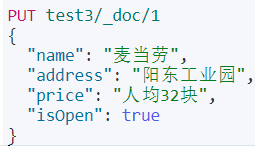 PUT test3/_doc/1
{
  "name": "麦当劳",
  "address": "阳东工业园",
  "price": "人均32块",
  "isOpen": true
}